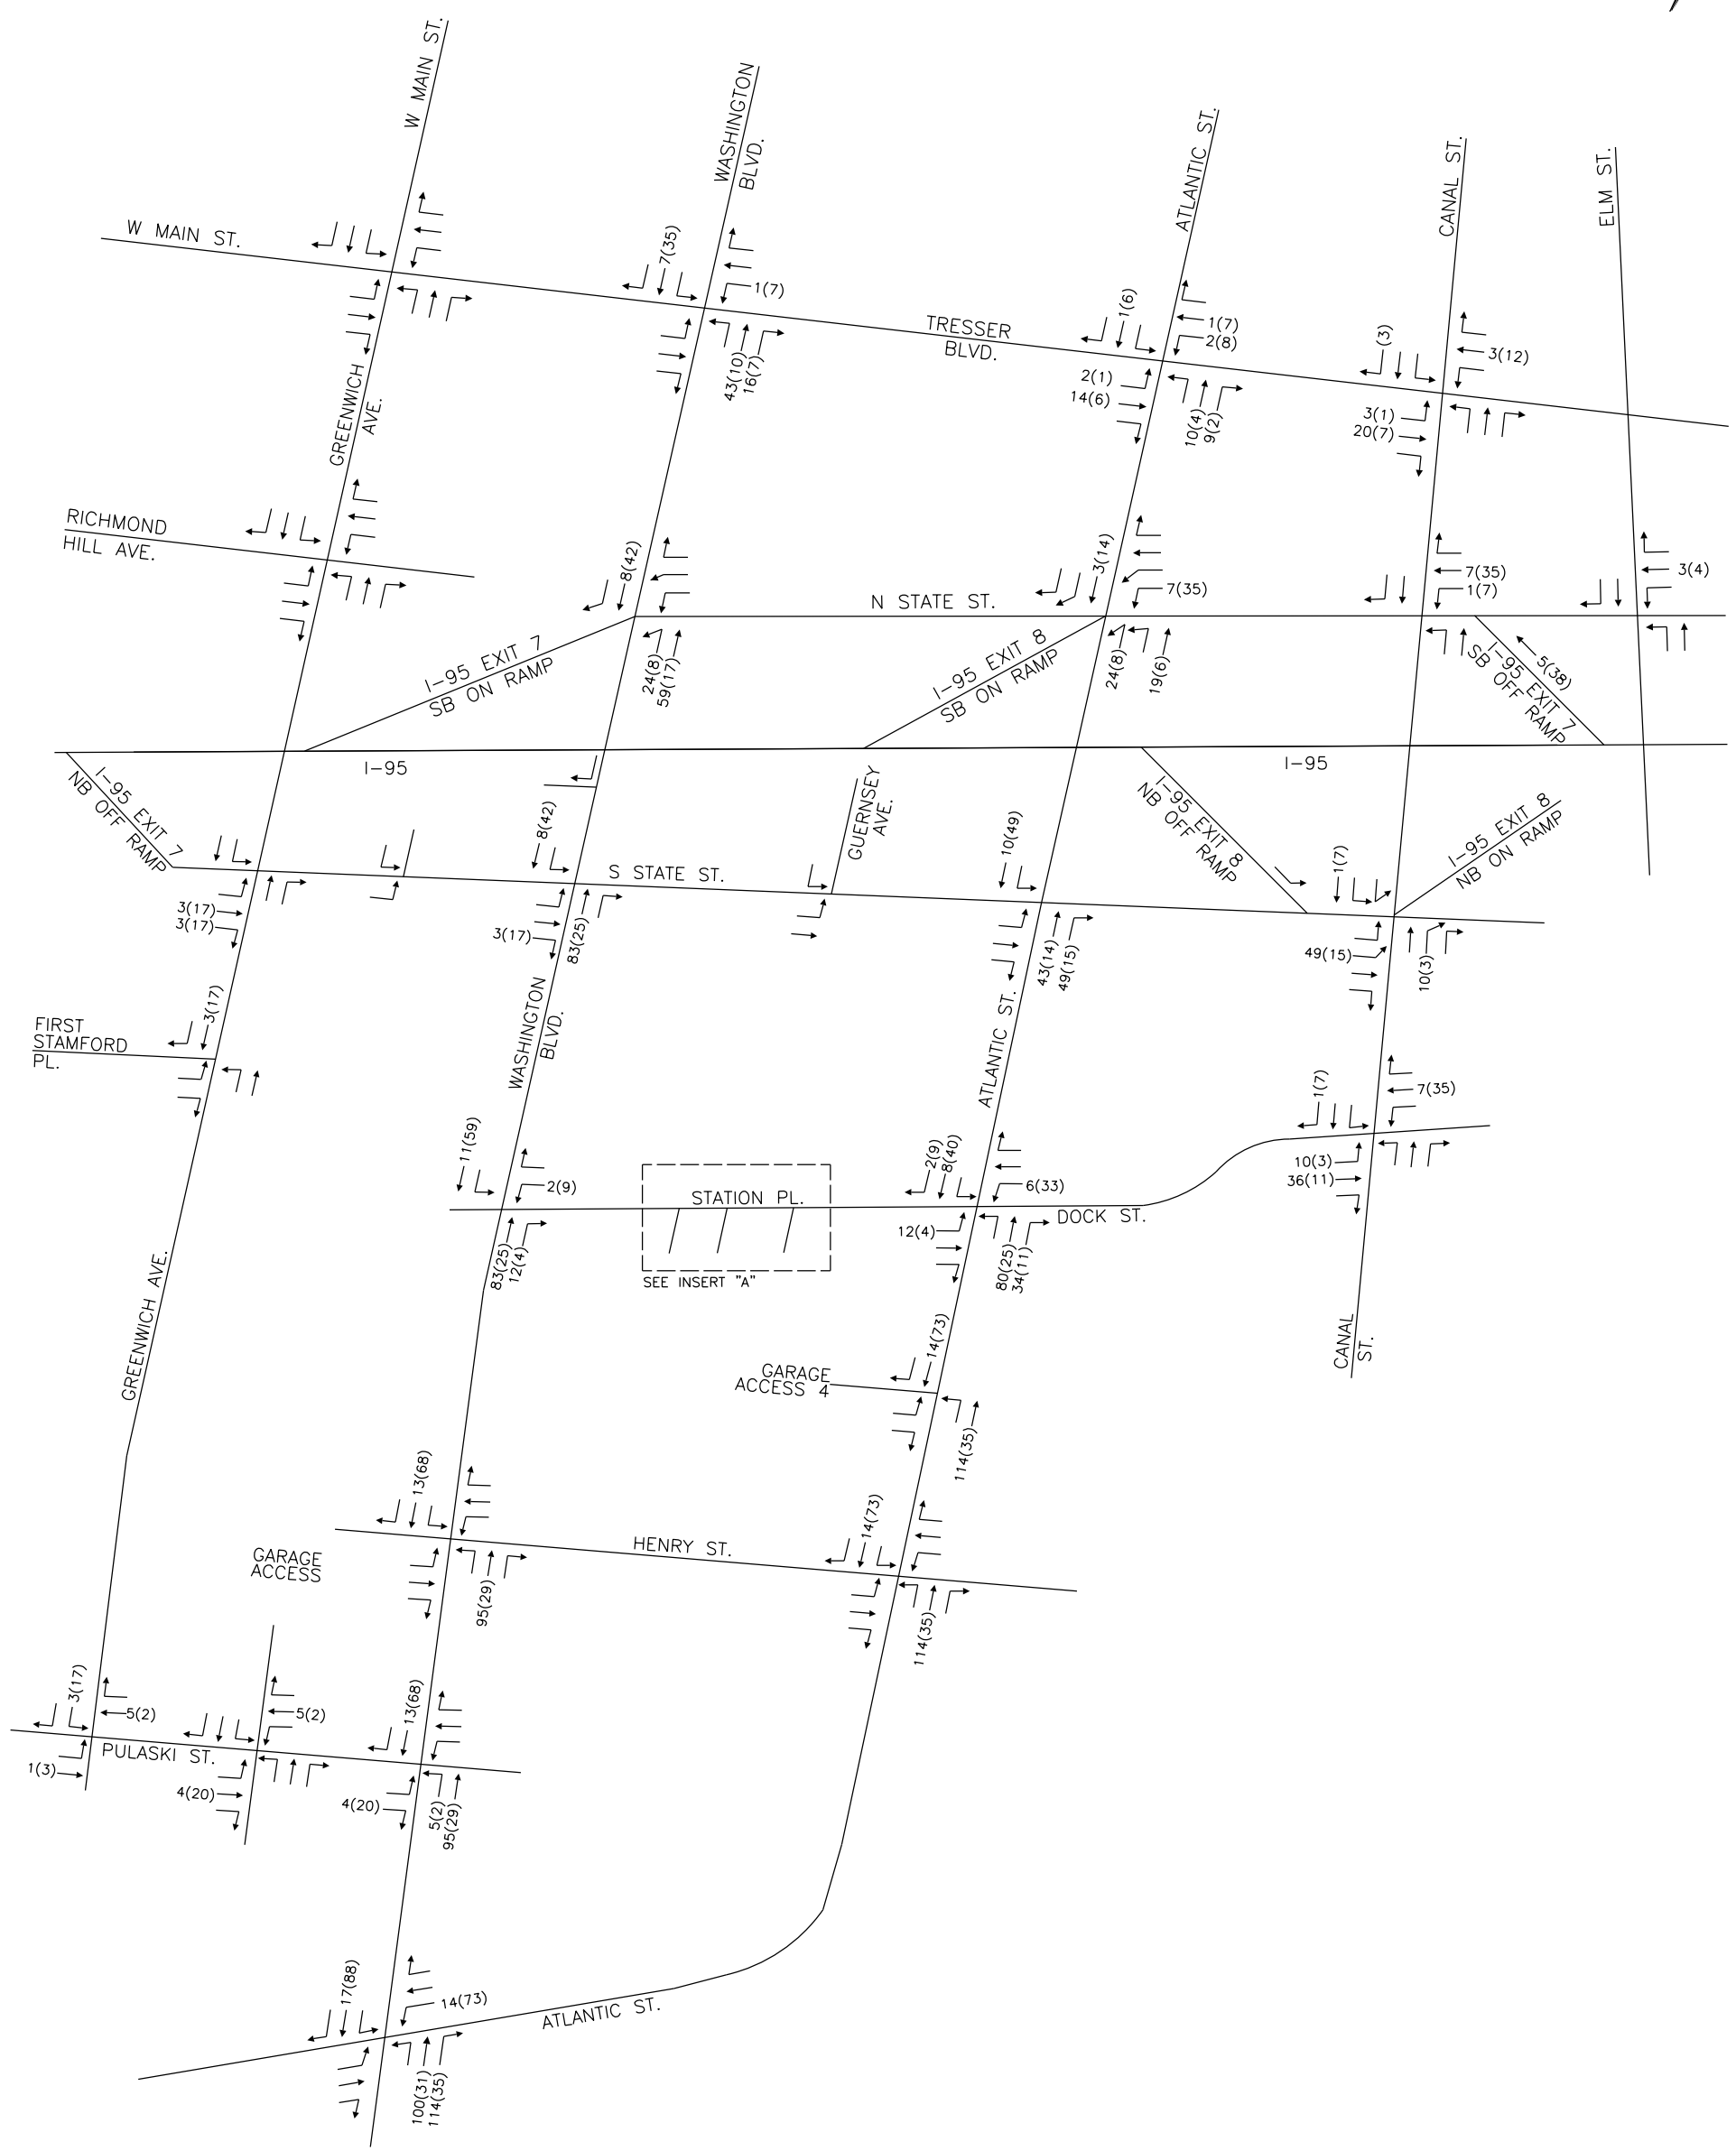 W MAIN ST.
WASHINGTON
BLVD.
ATLANTIC ST.
CANAL ST.
ELM ST.
W MAIN ST.
7(35)
1(7)
43(10)
16(7)
TRESSER
BLVD.
1(6)
1(7)
2(8)
2(1)
14(6)
10(4)
9(2)
(3)
3(12)
3(1)
20(7)
GREENWICH
AVE.
RICHMOND
HILL AVE.
8(42)
24(8)
59(17)
N STATE ST.
3(14)
7(35)
24(8)
19(6)
7(35)
1(7)
3(4)
5(38)
I-95 EXIT 7
SB ON RAMP
I-95 EXIT 8
SB ON RAMP
I-95 EXIT 7
SB OFF RAMP
I-95
I-95
I-95 EXIT 7
NB OFF RAMP
8(42)
GUERNSEY
AVE.
10(49)
I-95 EXIT 8
NB OFF RAMP
1(7)
I-95 EXIT 8
NB ON RAMP
S STATE ST.
3(17)
3(17)
3(17)
83(25)
43(14)
49(15)
49(15)
10(3)
3(17)
FIRST
STAMFORD
PL.
WASHINGTON
BLVD.
ATLANTIC ST.
1(7)
7(35)
10(3)
36(11)
11(59)
2(9)
83(25)
12(4)
STATION PL.
SEE INSERT "A"
2(9)
8(40)
6(33)
12(4)
80(25)
34(11)
DOCK ST.
GREENWICH AVE.
CANAL
ST.
14(73)
GARAGE
ACCESS 4
114(35)
13(68)
95(29)
HENRY ST.
14(73)
114(35)
GARAGE
ACCESS
3(17)
5(2)
1(3)
PULASKI ST.
5(2)
4(20)
13(68)
4(20)
5(2)
95(29)
17(88)
14(73)
100(31)
114(35)
ATLANTIC ST.